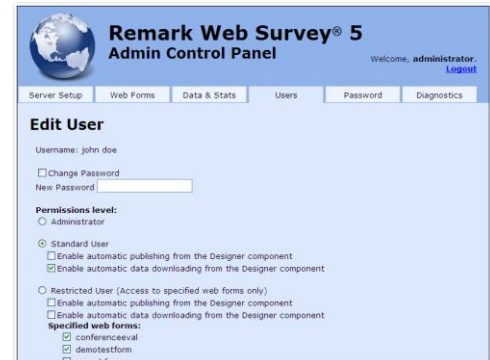 Remark Web Survey® 5
Admin Control Panel
Welcome, administrator.
Logout
Server Setup Web Forms Data & Stats Users Password Diagnostics
Edit User
Username: john doe
Change Password
New Password
Permissions level:
Administrator
Standard User
Enable automatic publishing from the Designer component
Enable automatic data downloading from the Designer component
Restricted User (Access to specified web forms only)
Enable automatic publishing from the Designer component
Enable automatic data downloading from the Designer component
Specified web forms:
conferenceeval
demotestform